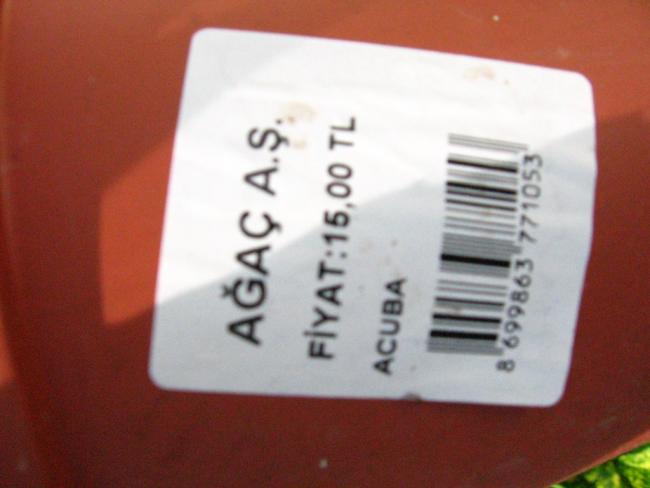 AĞAÇ A.Ş.
FİYAT:15,00 TL
ACUBA
8 699863 771053